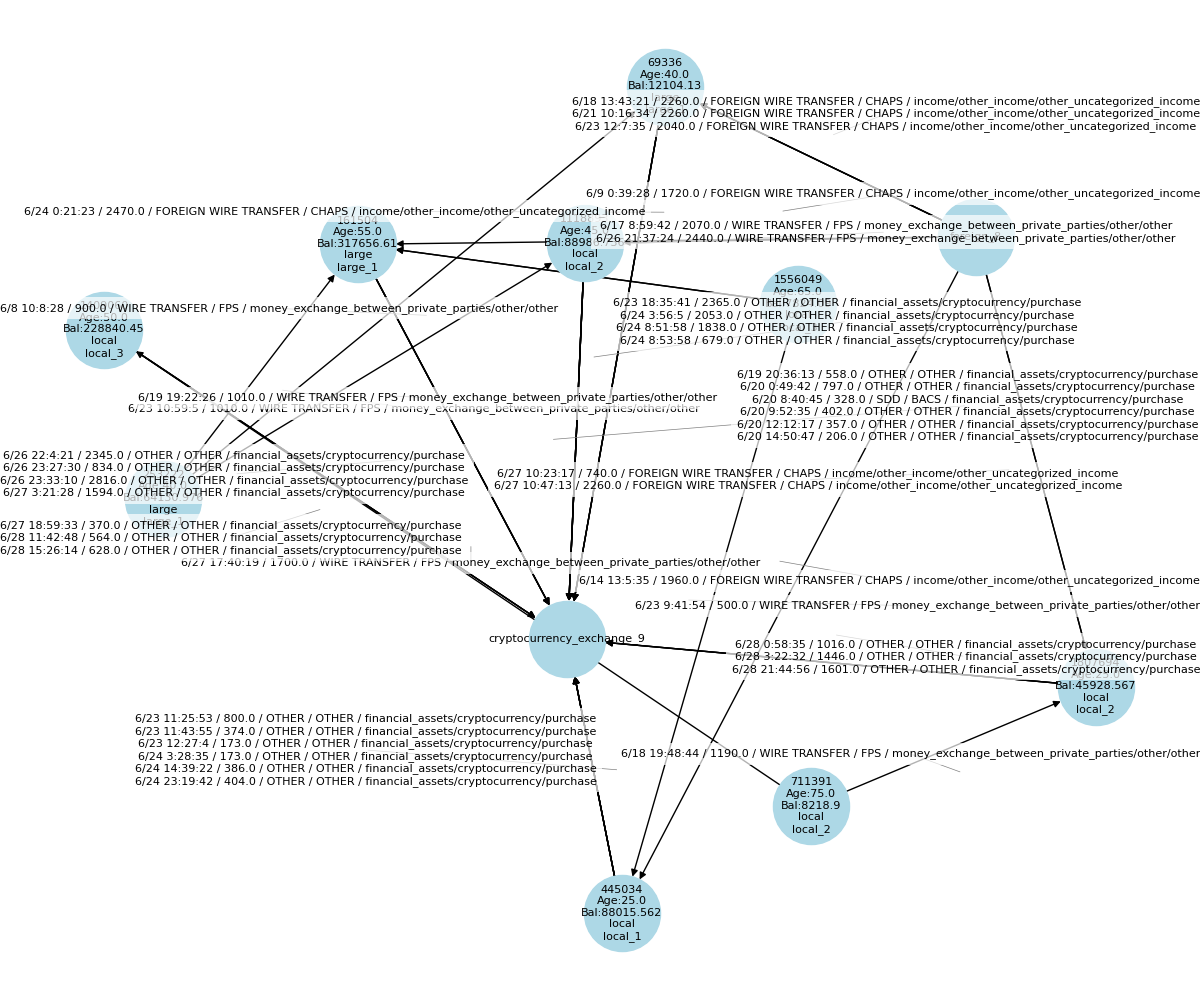 69336
Age:40.0
Bal:12104.13
6/18 13:43:21 / 2260.0 / FOREIGN WIRE TRANSFER / CHAPS / income/other_income/other_uncategorized_income
6/21 10:16:34 / 2260.0 / FOREIGN WIRE TRANSFER / CHAPS / income/other_income/other_uncategorized_income
6/23 12:7:35 / 2040.0 / FOREIGN WIRE TRANSFER / CHAPS / income/other_income/other_uncategorized_income
6/9 0:39:28 / 1720.0 / FOREIGN WIRE TRANSFER / CHAPS / income/other_income/other_uncategorized_income
6/24 0:21:23 / 2470.0 / FOREIGN WIRE TRANSFER / CHAPS / income/other_income/other_uncategorized_income
161504
Age:55.0
Bal:317656.61
large
large_1
local
local_2
6/17 8:59:42 / 2070.0 / WIRE TRANSFER / FPS / money_exchange_between_private_parties/other/other
6/26 21:37:24 / 2440.0 / WIRE TRANSFER / FPS / money_exchange_between_private_parties/other/other
1556049
Age:65.0
6/23 18:35:41 / 2365.0 / OTHER / OTHER / financial_assets/cryptocurrency/purchase
6/24 3:56:5 / 2053.0 / OTHER / OTHER / financial_assets/cryptocurrency/purchase
6/24 8:51:58 / 1838.0 / OTHER / OTHER / financial_assets/cryptocurrency/purchase
6/24 8:53:58 / 679.0 / OTHER / OTHER / financial_assets/cryptocurrency/purchase
6/8 10:8:28 / 900.0 / WIRE TRANSFER / FPS / money_exchange_between_private_parties/other/other
Age:50.0
Bal:228840.45
local
local_3
6/19 20:36:13 / 558.0 / OTHER / OTHER / financial_assets/cryptocurrency/purchase
6/20 0:49:42 / 797.0 / OTHER / OTHER / financial_assets/cryptocurrency/purchase
6/20 8:40:45 / 328.0 / SDD / BACS / financial_assets/cryptocurrency/purchase
6/20 9:52:35 / 402.0 / OTHER / OTHER / financial_assets/cryptocurrency/purchase
6/20 12:12:17 / 357.0 / OTHER / OTHER / financial_assets/cryptocurrency/purchase
6/20 14:50:47 / 206.0 / OTHER / OTHER / financial_assets/cryptocurrency/purchase
6/19 19:22:26 / 1010.0 / WIRE TRANSFER / FPS / money_exchange_between_private_parties/other/other
6/23 10:59:5 / 1010.0 / WIRE TRANSFER / FPS / money_exchange_between_private_parties/other/other
6/26 22:4:21 / 2345.0 / OTHER / OTHER / financial_assets/cryptocurrency/purchase
6/26 23:27:30 / 834.0 / OTHER / OTHER / financial_assets/cryptocurrency/purchase
6/26 23:33:10 / 2816.0 / OTHER / OTHER / financial_assets/cryptocurrency/purchase
6/27 3:21:28 / 1594.0 / OTHER / OTHER / financial_assets/cryptocurrency/purchase
large
large_1
6/27 10:23:17 / 740.0 / FOREIGN WIRE TRANSFER / CHAPS / income/other_income/other_uncategorized_income
6/27 10:47:13 / 2260.0 / FOREIGN WIRE TRANSFER / CHAPS / income/other_income/other_uncategorized_income
6/27 18:59:33 / 370.0 / OTHER / OTHER / financial_assets/cryptocurrency/purchase
6/28 11:42:48 / 564.0 / OTHER / OTHER / financial_assets/cryptocurrency/purchase
6/28 15:26:14 / 628.0 / OTHER / OTHER / financial_assets/cryptocurrency/purchase
6/27 17:40:19 / 1700.0 / WIRE TRANSFER / FPS / money_exchange_between_private_parties/other/other
6/14 13:5:35 / 1960.0 / FOREIGN WIRE TRANSFER / CHAPS / income/other_income/other_uncategorized_income
6/23 9:41:54 / 500.0 / WIRE TRANSFER / FPS / money_exchange_between_private_parties/other/other
cryptocurrency_exchange_9
6/28 0:58:35 / 1016.0 / OTHER / OTHER / financial_assets/cryptocurrency/purchase
6/28 3:22:32 / 1446.0 / OTHER / OTHER / financial_assets/cryptocurrency/purchase
6/28 21:44:56 / 1601.0 / OTHER / OTHER / financial_assets/cryptocurrency/purchase
Age:25.0
Bal:45928.567
local
local_2
6/23 11:25:53 / 800.0 / OTHER / OTHER / financial_assets/cryptocurrency/purchase
6/23 11:43:55 / 374.0 / OTHER / OTHER / financial_assets/cryptocurrency/purchase
6/23 12:27:4 / 173.0 / OTHER / OTHER / financial_assets/cryptocurrency/purchase
6/24 3:28:35 / 173.0 / OTHER / OTHER / financial_assets/cryptocurrency/purchase
6/24 14:39:22 / 386.0 / OTHER / OTHER / financial_assets/cryptocurrency/purchase
6/24 23:19:42 / 404.0 / OTHER / OTHER / financial_assets/cryptocurrency/purchase
6/18 19:48:44 / 1190.0 / WIRE TRANSFER / FPS / money_exchange_between_private_parties/other/other
711391
Age:75.0
Bal:8218.9
local
local_2
445034
Age:25.0
Bal:88015.562
local
local_1